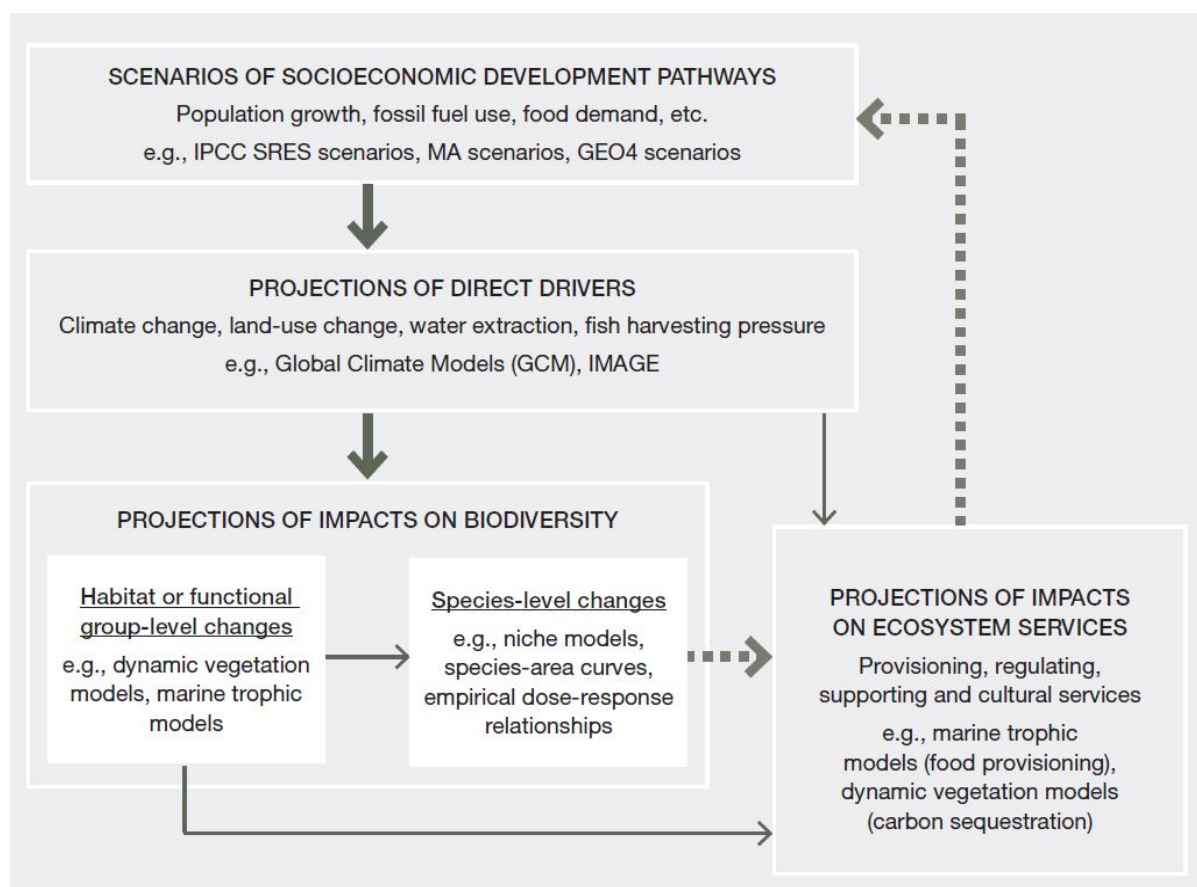 SCENARIOS OF SOCIOECONOMIC DEVELOPMENT PATHWAYS
Population growth, fossil fuel use, food demand, etc.
e.g., IPCC SRES scenarios, MA scenarios, GEO4 scenarios
PROJECTIONS OF DIRECT DRIVERS
Climate change, land-use change, water extraction, fish harvesting pressure
e.g., Global Climate Models (GCM), IMAGE
PROJECTIONS OF IMPACTS ON BIODIVERSITY
Habitat or functional
group-level changes
e.g., dynamic vegetation
models, marine trophic
models
Species-level changes
e.g., niche models,
species-area curves,
empirical dose-response
relationships
PROJECTIONS OF IMPACTS
ON ECOSYSTEM SERVICES
Provisioning, regulating,
supporting and cultural services
e.g., marine trophic
models (food provisioning),
dynamic vegetation models
(carbon sequestration)